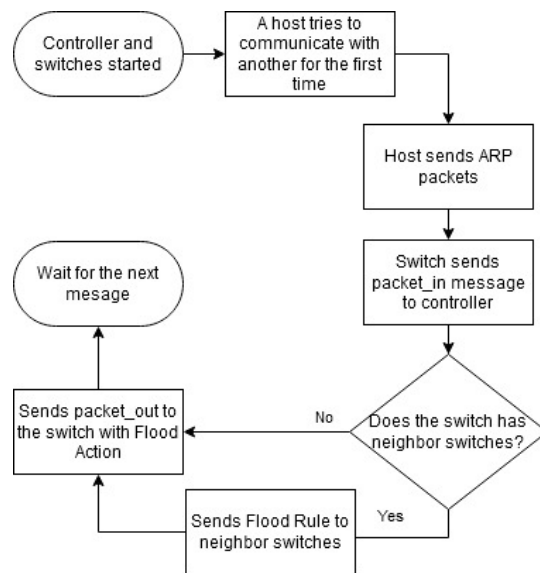 Controller and
switches started
A host tries to
communicate with
another for the first
time
Host sends ARP
packets
Switch sends
packet_in message
to controller
Does the switch has
neighbor switches?
No
Yes
Sends Flood Rule to
neighbor switches
Sends packet_out to
the switch with Flood
Action
Wait for the next
mesage